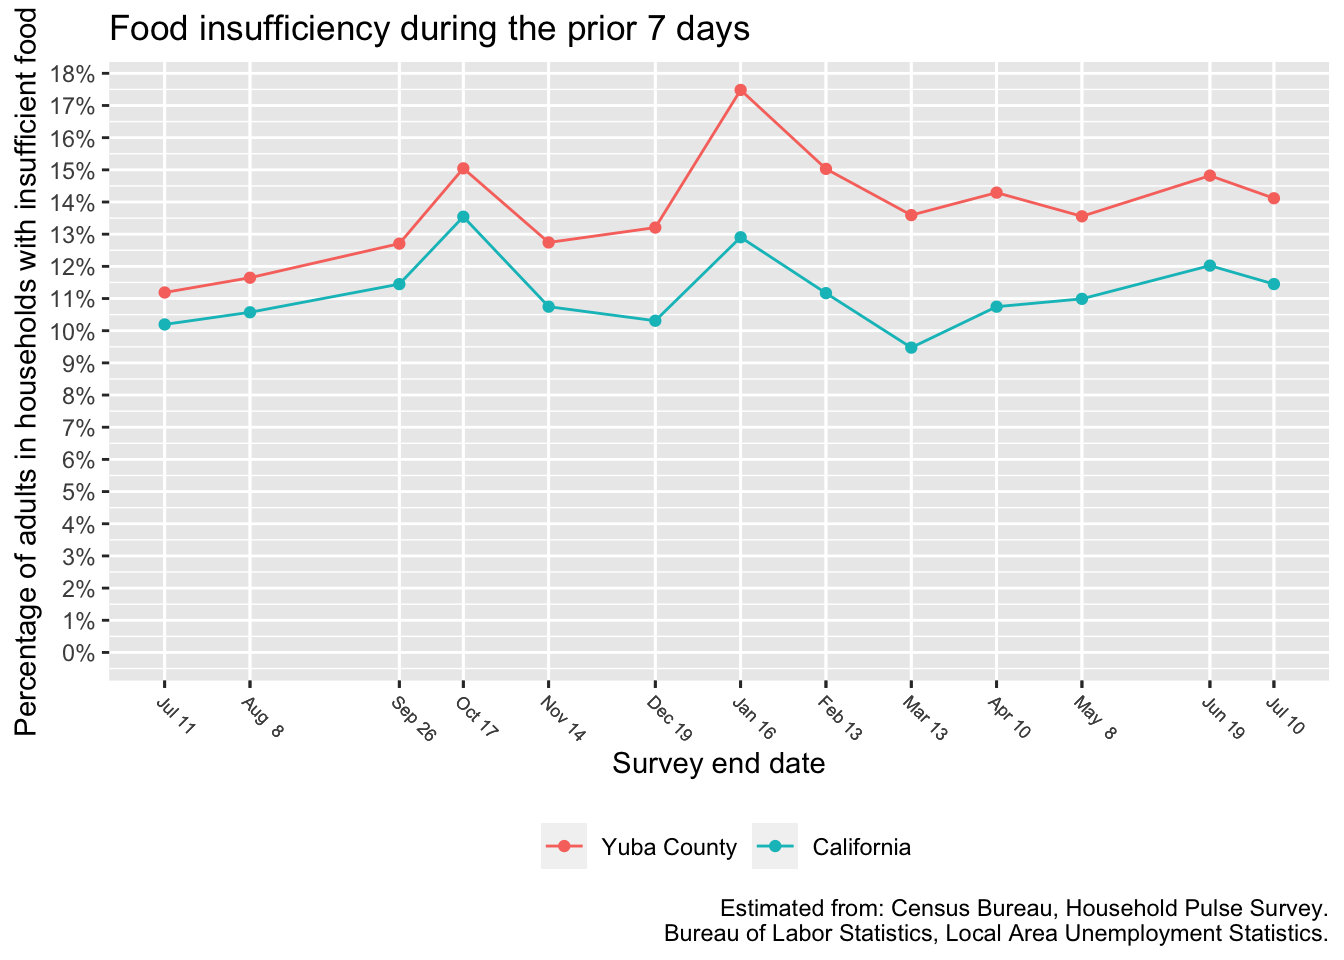 Food insufficiency during the prior 7 days
Percentage of adults in households with insufficient food
18%
17%
16%
15%
14%
13%
12%
11%
10%
9%
8%
7%
6%
5%
4%
3%
2%
1%
0%
Jul 11
Aug 8
Sep 26
Oct 17
Nov 14
Dec 19
Jan 16
Feb 13
Mar 13
Apr 10
May 8
Jun 19
Jul 10
Survey end date
Yuba County
California
Estimated from: Census Bureau, Household Pulse Survey.
Bureau of Labor Statistics, Local Area Unemployment Statistics.